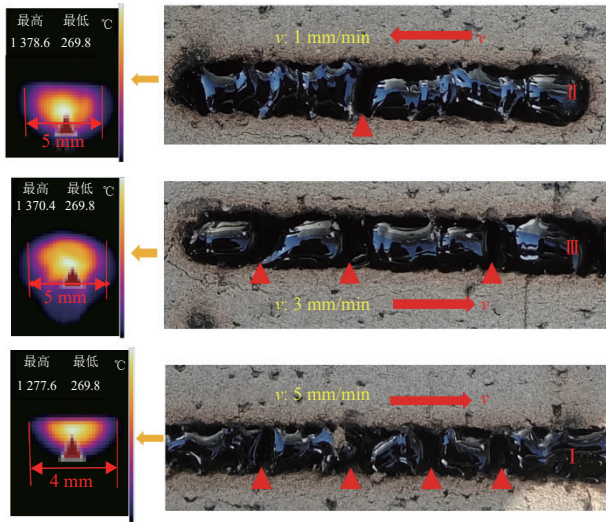 最高 最低 ℃
1 378.6 269.8
5 mm
v: 1 mm/min
v
II
最高 最低 ℃
1 370.4 269.8
5 mm
III
v: 3 mm/min
v
最高 最低 ℃
1 277.6 269.8
4 mm
v: 5 mm/min
v
I